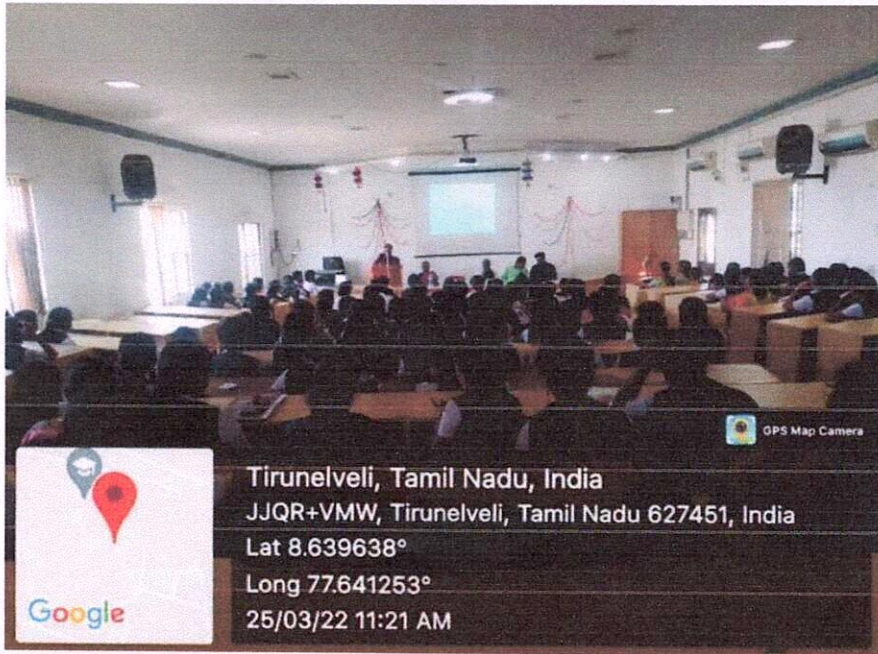 GPS Map Camera
Tirunelveli, Tamil Nadu, India
JJQR+VMW, Tirunelveli, Tamil Nadu 627451, India
Lat 8.639638°
Long 77.641253°
25/03/22 11:21 AM
Google